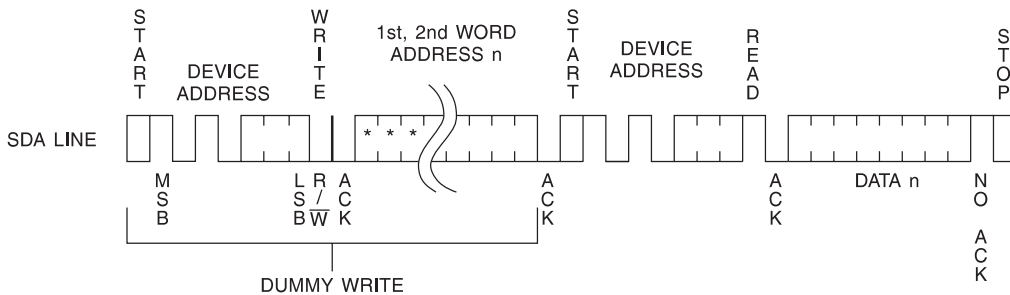 START
DEVICE
ADDRESS
WRITE
1st, 2nd WORD
ADDRESS n
START
DEVICE
ADDRESS
READ
STOP
SDA LINE
* * *
MSB
LSB
R/W
ACK
ACK
ACK
DATA n
NO ACK
DUMMY WRITE